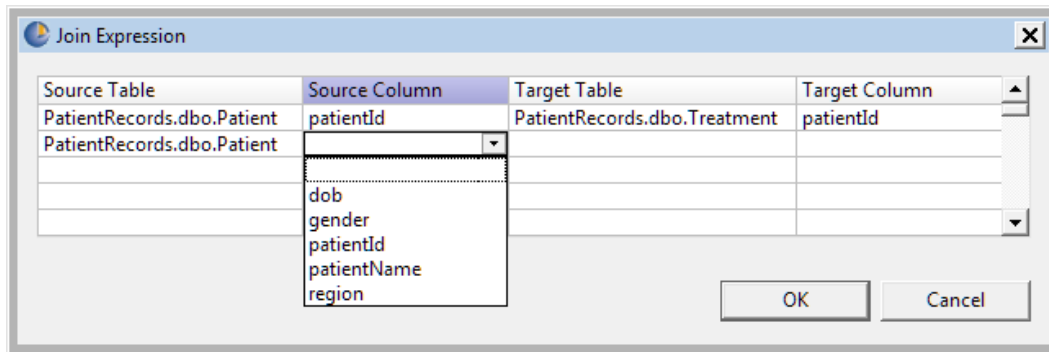 Join Expression
Source Table Source Column Target Table Target Column
PatientRecords.dbo.Patient patientId PatientRecords.dbo.Treatment patientId
PatientRecords.dbo.Patient
dob
gender
patientId
patientName
region
OK Cancel